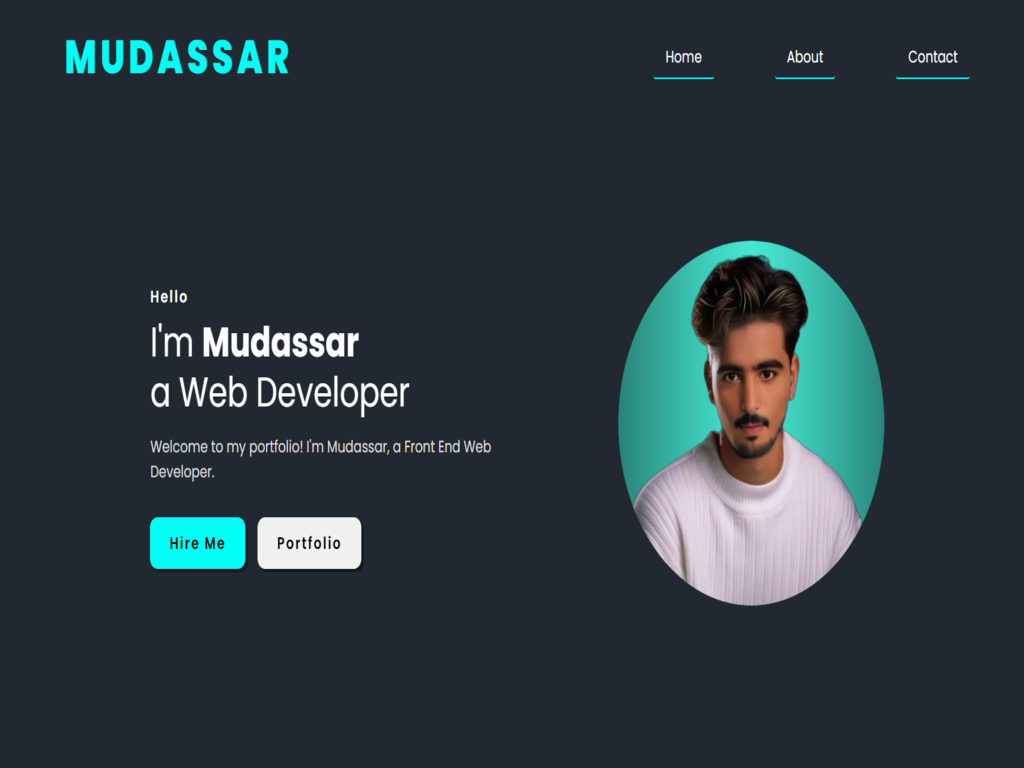 MUDASSAR
Home
About
Contact
Hello
I'm Mudassar
a Web Developer
Welcome to my portfolio! I'm Mudassar, a Front End Web
Developer.
Hire Me
Portfolio